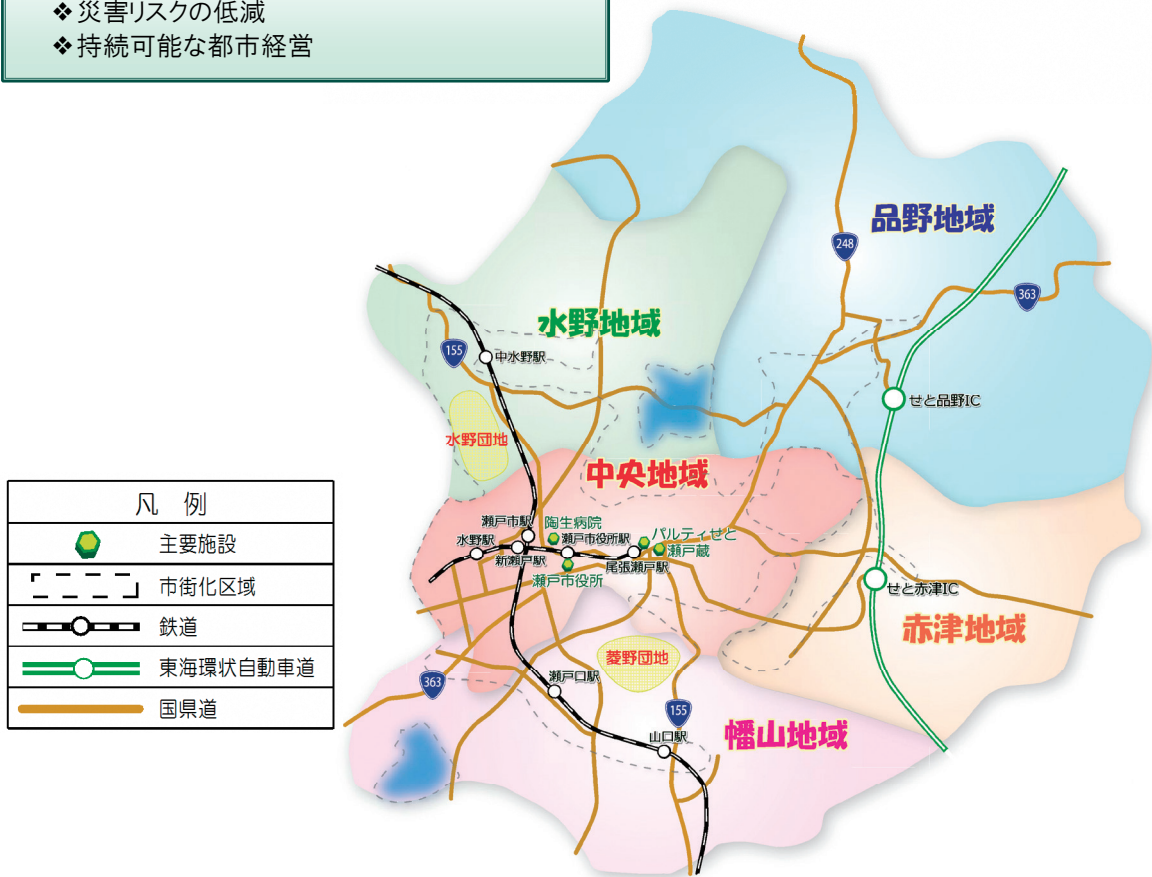 ❖災害リスクの低減
❖持続可能な都市経営
品野地域
248
363
水野地域
155
中水野駅
せと品野IC
水野団地
中央地域
凡 例
主要施設
市街化区域
鉄道
東海環状自動車道
国県道
瀬戸市駅
陶生病院
パルティせと
水野駅
瀬戸市役所駅
瀬戸蔵
新瀬戸駅
尾張瀬戸駅
瀬戸市役所
せと赤津IC
赤津地域
菱野団地
瀬戸口駅
363
155
山口駅
幡山地域